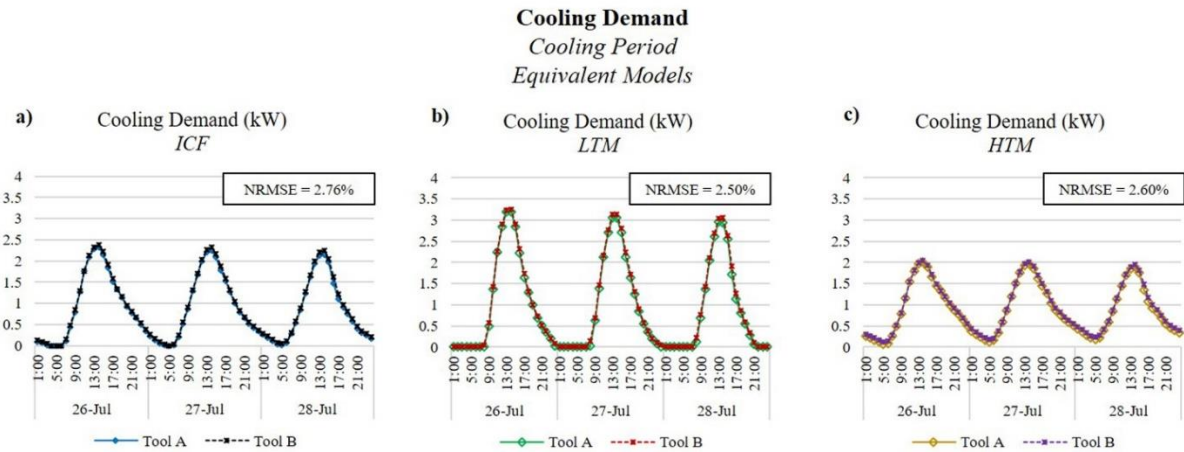 Cooling Demand
Cooling Period
Equivalent Models
a)
Cooling Demand (kW)
ICF
NRMSE = 2.76%
4
3.5
3
2.5
2
1.5
1
0.5
0
1:00 5:00 9:00 13:00 17:00 21:00 1:00 5:00 9:00 13:00 17:00 21:00 1:00 5:00 9:00 13:00 17:00 21:00
26-Jul 27-Jul 28-Jul
Tool A Tool B
b)
Cooling Demand (kW)
LTM
NRMSE = 2.50%
4
3.5
3
2.5
2
1.5
1
0.5
0
1:00 5:00 9:00 13:00 17:00 21:00 1:00 5:00 9:00 13:00 17:00 21:00 1:00 5:00 9:00 13:00 17:00 21:00
26-Jul 27-Jul 28-Jul
Tool A Tool B
c)
Cooling Demand (kW)
HTM
NRMSE = 2.60%
4
3.5
3
2.5
2
1.5
1
0.5
0
1:00 5:00 9:00 13:00 17:00 21:00 1:00 5:00 9:00 13:00 17:00 21:00 1:00 5:00 9:00 13:00 17:00 21:00
26-Jul 27-Jul 28-Jul
Tool A Tool B